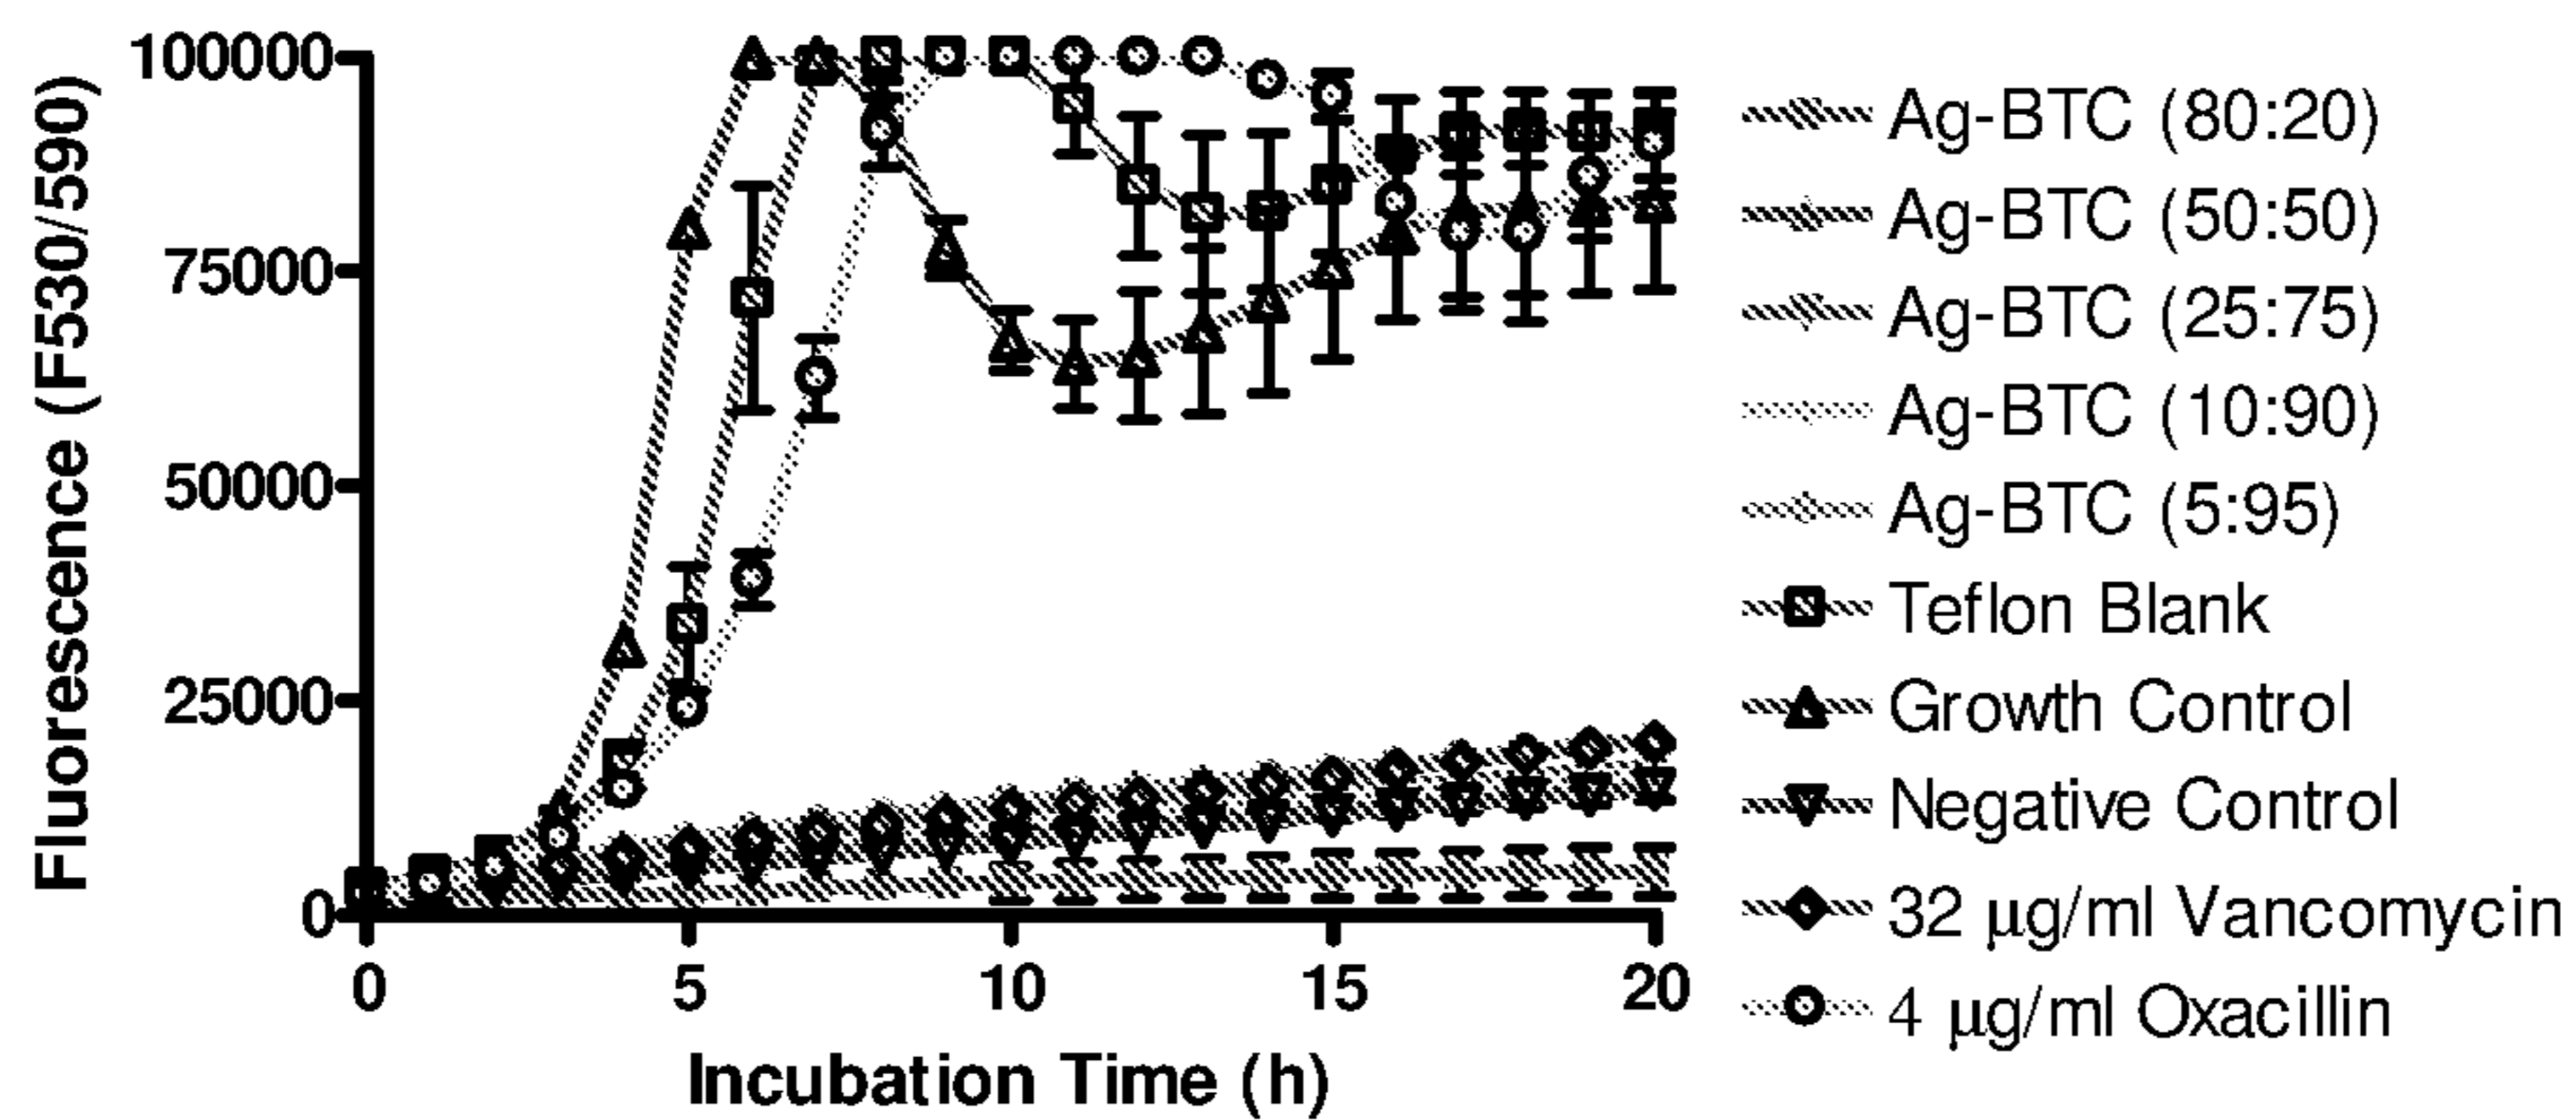 Fluorescence (F530/590)
100000
75000
50000
25000
0
0
5
10
15
20
Incubation Time (h)
Ag-BTC (80:20)
Ag-BTC (50:50)
Ag-BTC (25:75)
Ag-BTC (10:90)
Ag-BTC (5:95)
Teflon Blank
Growth Control
Negative Control
32 μg/ml Vancomycin
4 μg/ml Oxacillin